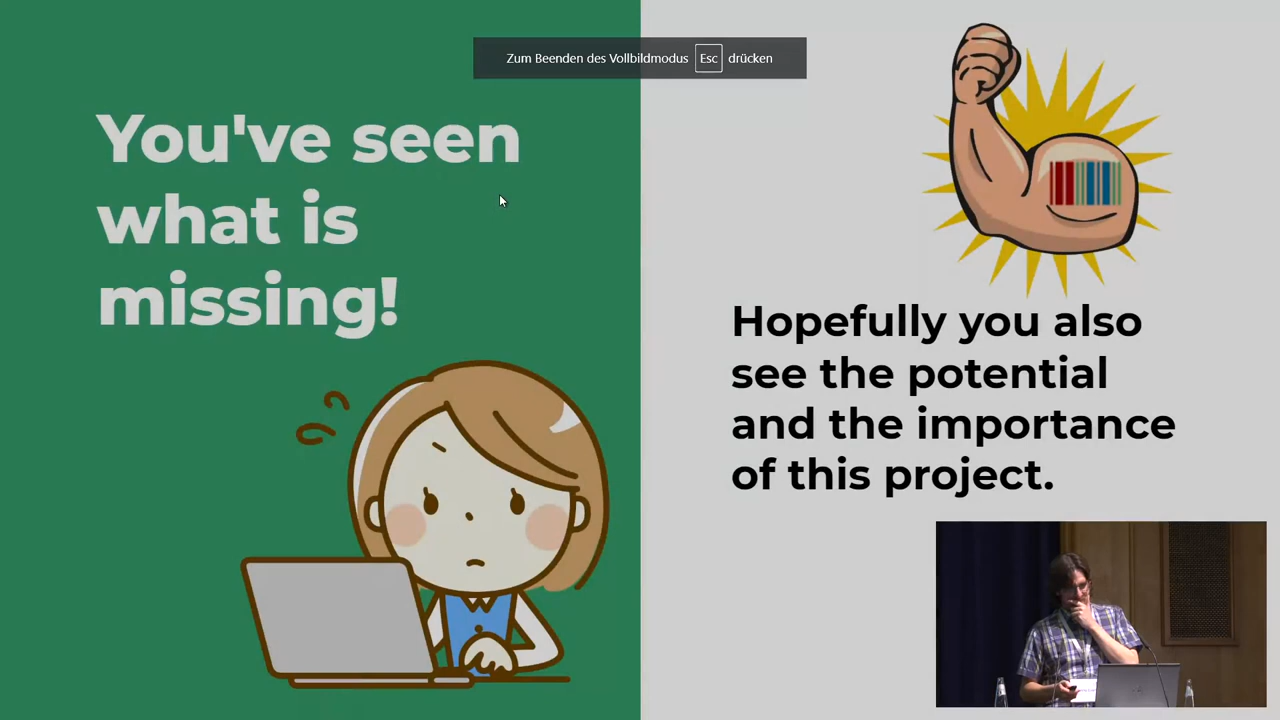 Zum Beenden des Vollbildmodus Esc drücken
You've seen
what is
missing!
Hopefully you also
see the potential
and the importance
of this project.